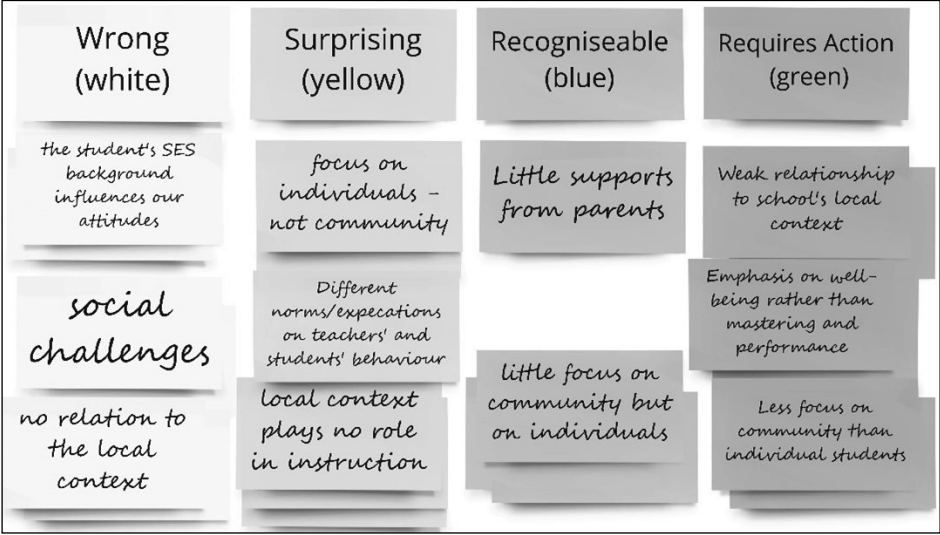 Wrong
(white)
the student's SES
background
influences our
attitudes
social
challenges
no relation to
the local
context
Surprising
(yellow)
focus on
individuals -
not community
Different
norms/expecations
on teachers' and
students' behaviour
local context
plays no role
in instruction
Recogniseable
(blue)
Little supports
from parents
little focus on
community but
on individuals
Requires Action
(green)
Weak relationship
to school's local
context
Emphasis on well-
being rather than
mastering and
performance
Less focus on
community than
individual students